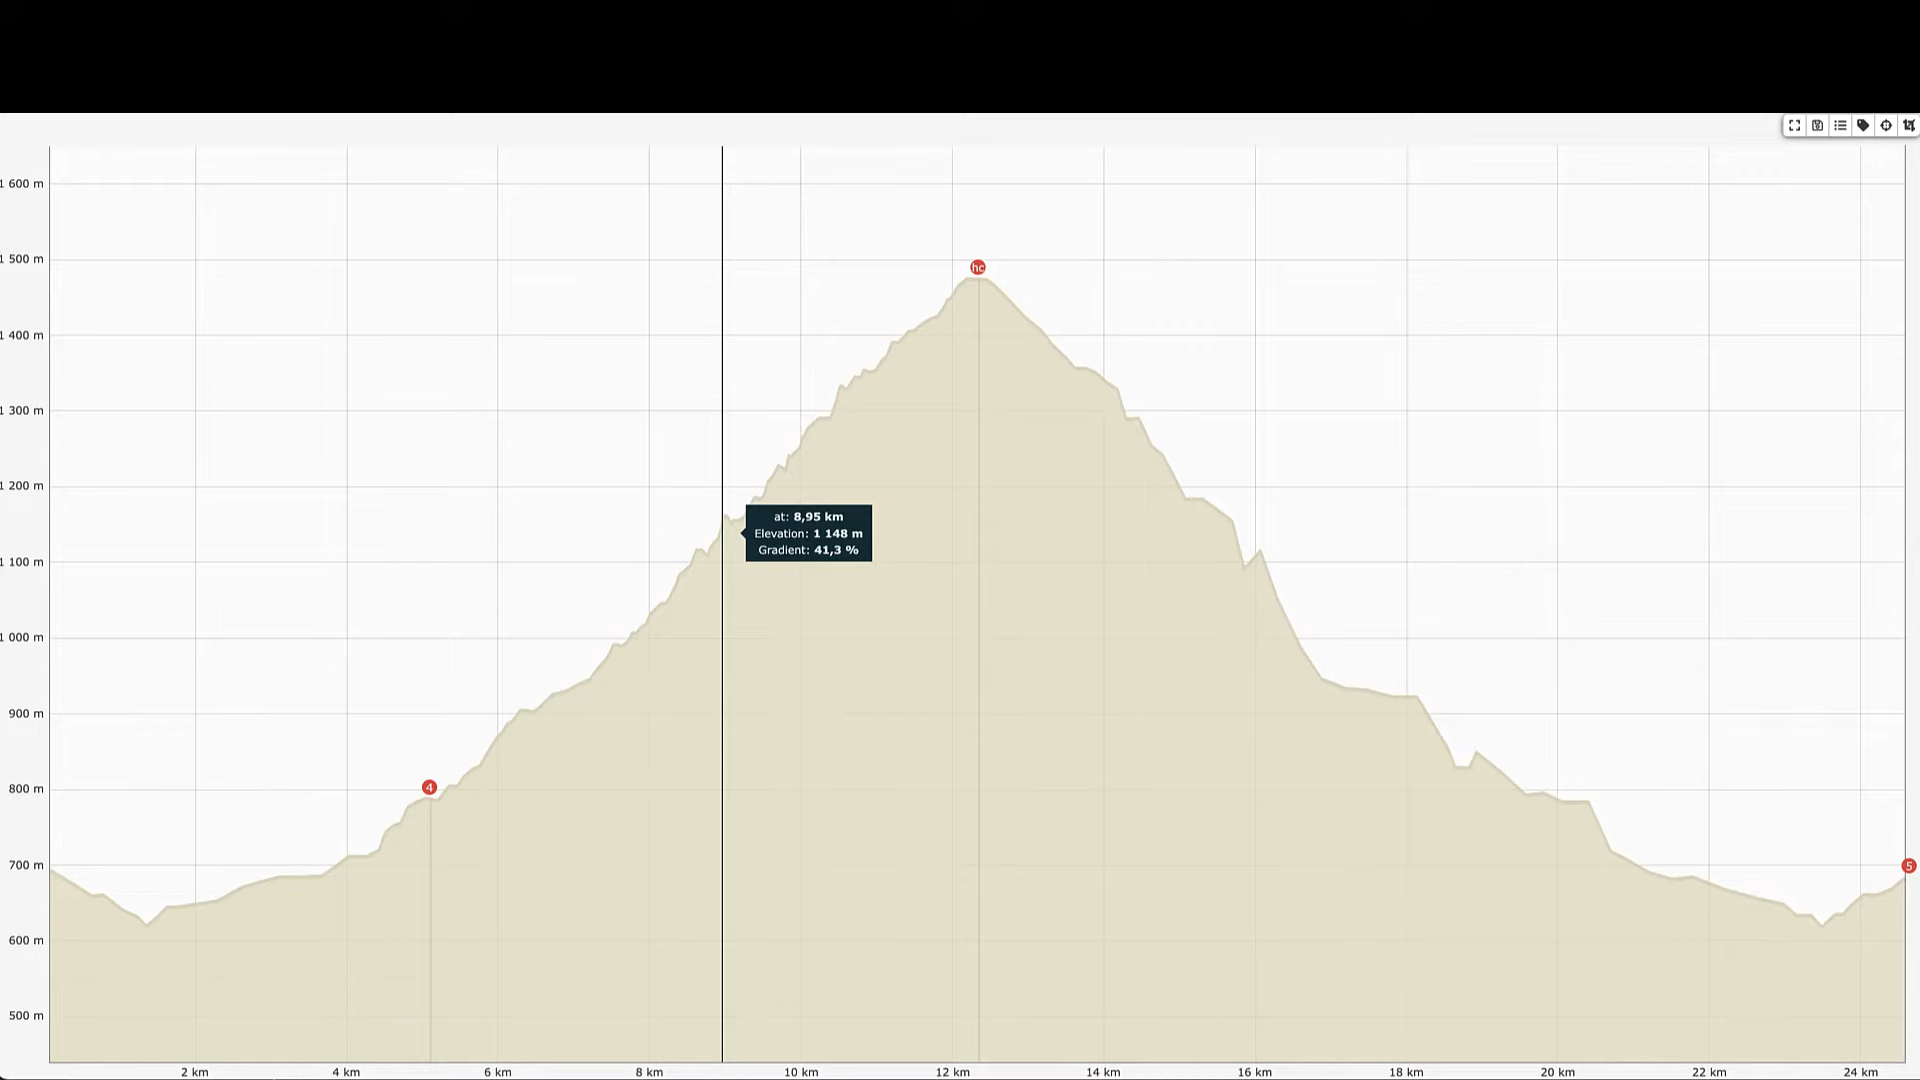 1 600 m
1 500 m
hc
1 400 m
1 300 m
1 200 m
at: 8,95 km
Elevation: 1 148 m
Gradient: 41,3 %
1 100 m
1 000 m
900 m
800 m
4
700 m
5
600 m
500 m
2 km 4 km 6 km 8 km 10 km 12 km 14 km 16 km 18 km 20 km 22 km 24 km